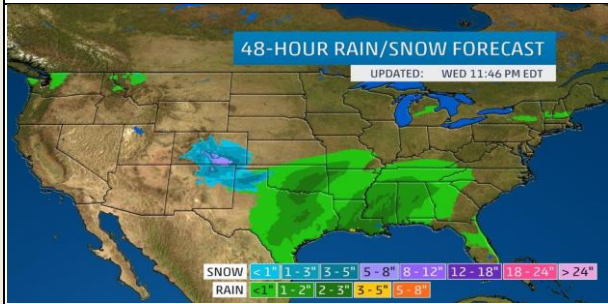 48-HOUR RAIN/SNOW FORECAST
UPDATED: WED 11:46 PM EDT
SNOW <1" 1-3" 3-5" 5-8" 8-12" 12-18" 18-24" >24"
RAIN <1" 1-2" 2-3" 3-5" 5-8"